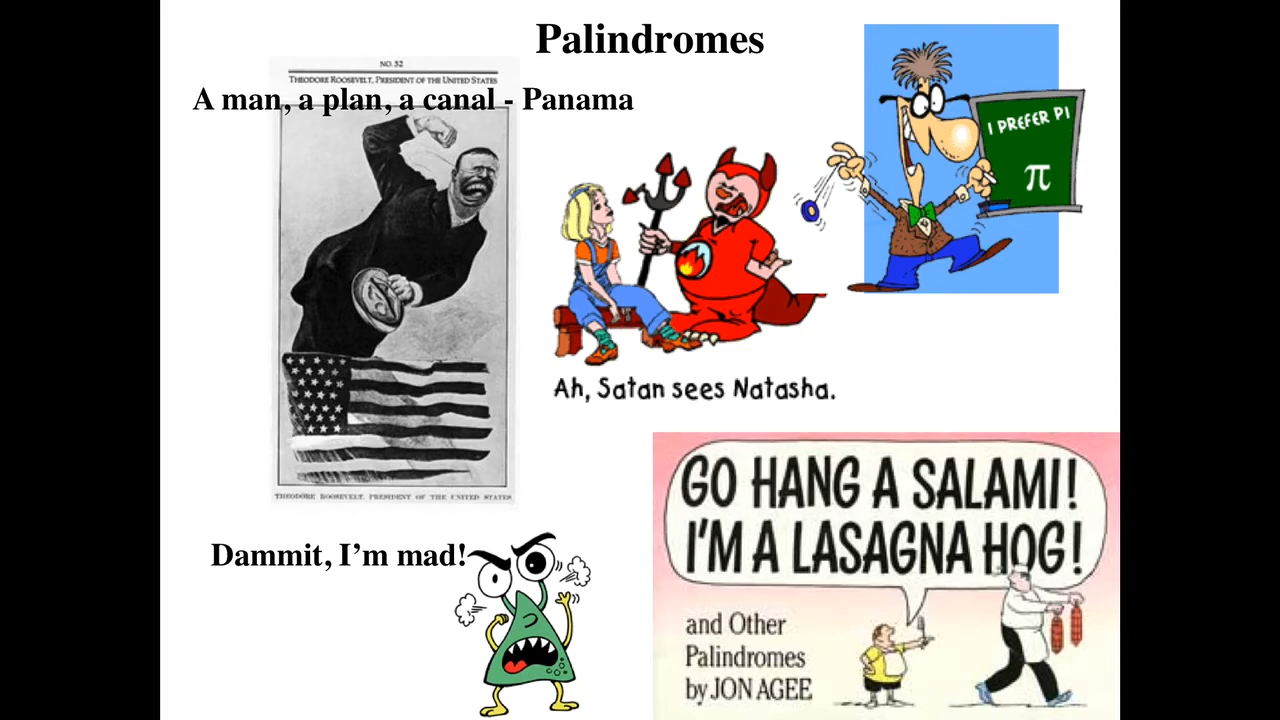 Palindromes
NO. 52
THEODORE ROOSEVELT, PRESIDENT OF THE UNITED STATES
A man, a plan, a canal - Panama
I PREFER PI
π
Ah, Satan sees Natasha.
THEODORE ROOSEVELT, PRESIDENT OF THE UNITED STATES
GO HANG A SALAMI!
I'M A LASAGNA HOG!
Dammit, I’m mad!
and Other
Palindromes
by JON AGEE